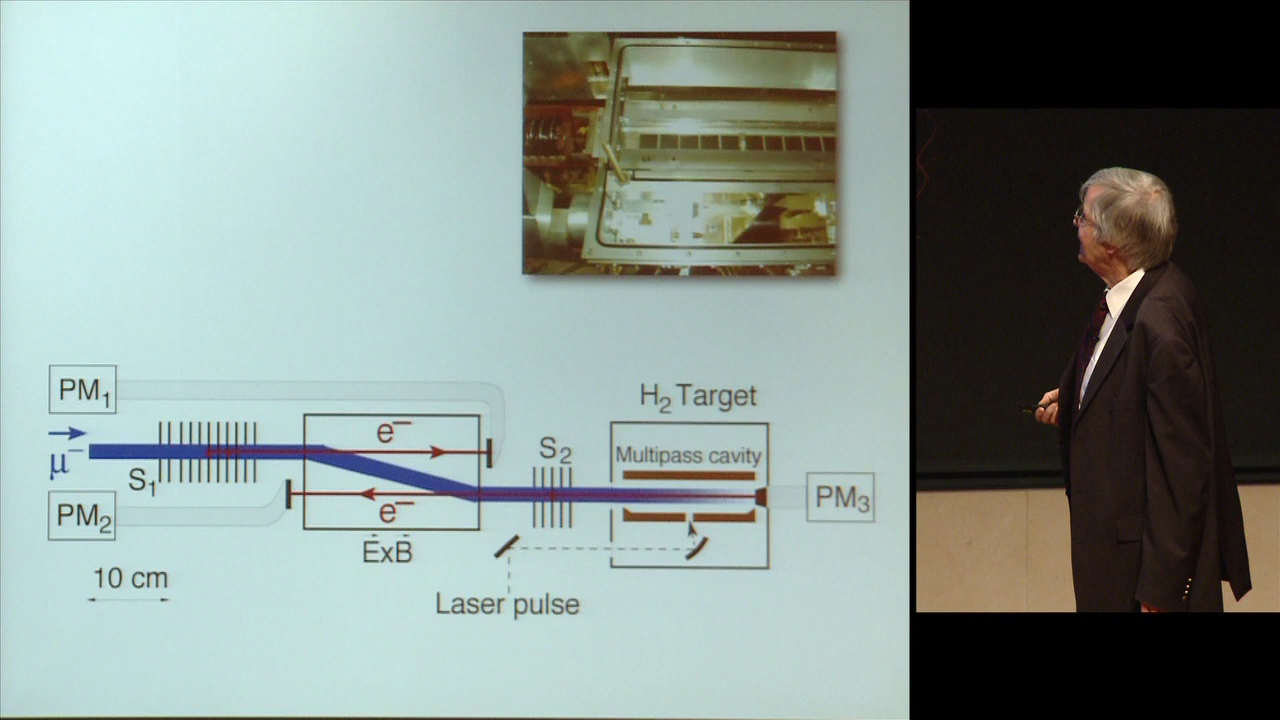 PM₁
H₂ Target
e⁻
μ⁻
S₁
S₂
Multipass cavity
PM₂
e⁻
PM₃
ExB
10 cm
Laser pulse